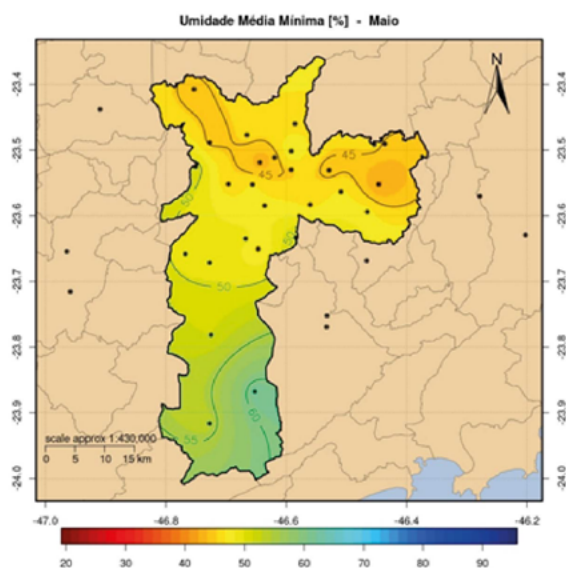 Umidade Média Mínima [%] - Maio
N
-23.4
-23.5
-23.6
-23.7
-23.8
-23.9
-24.0
45
45
50
50
50
55
60
scale approx 1:430,000
0 5 10 15 km
-47.0 -46.8 -46.6 -46.4 -46.2
20 30 40 50 60 70 80 90